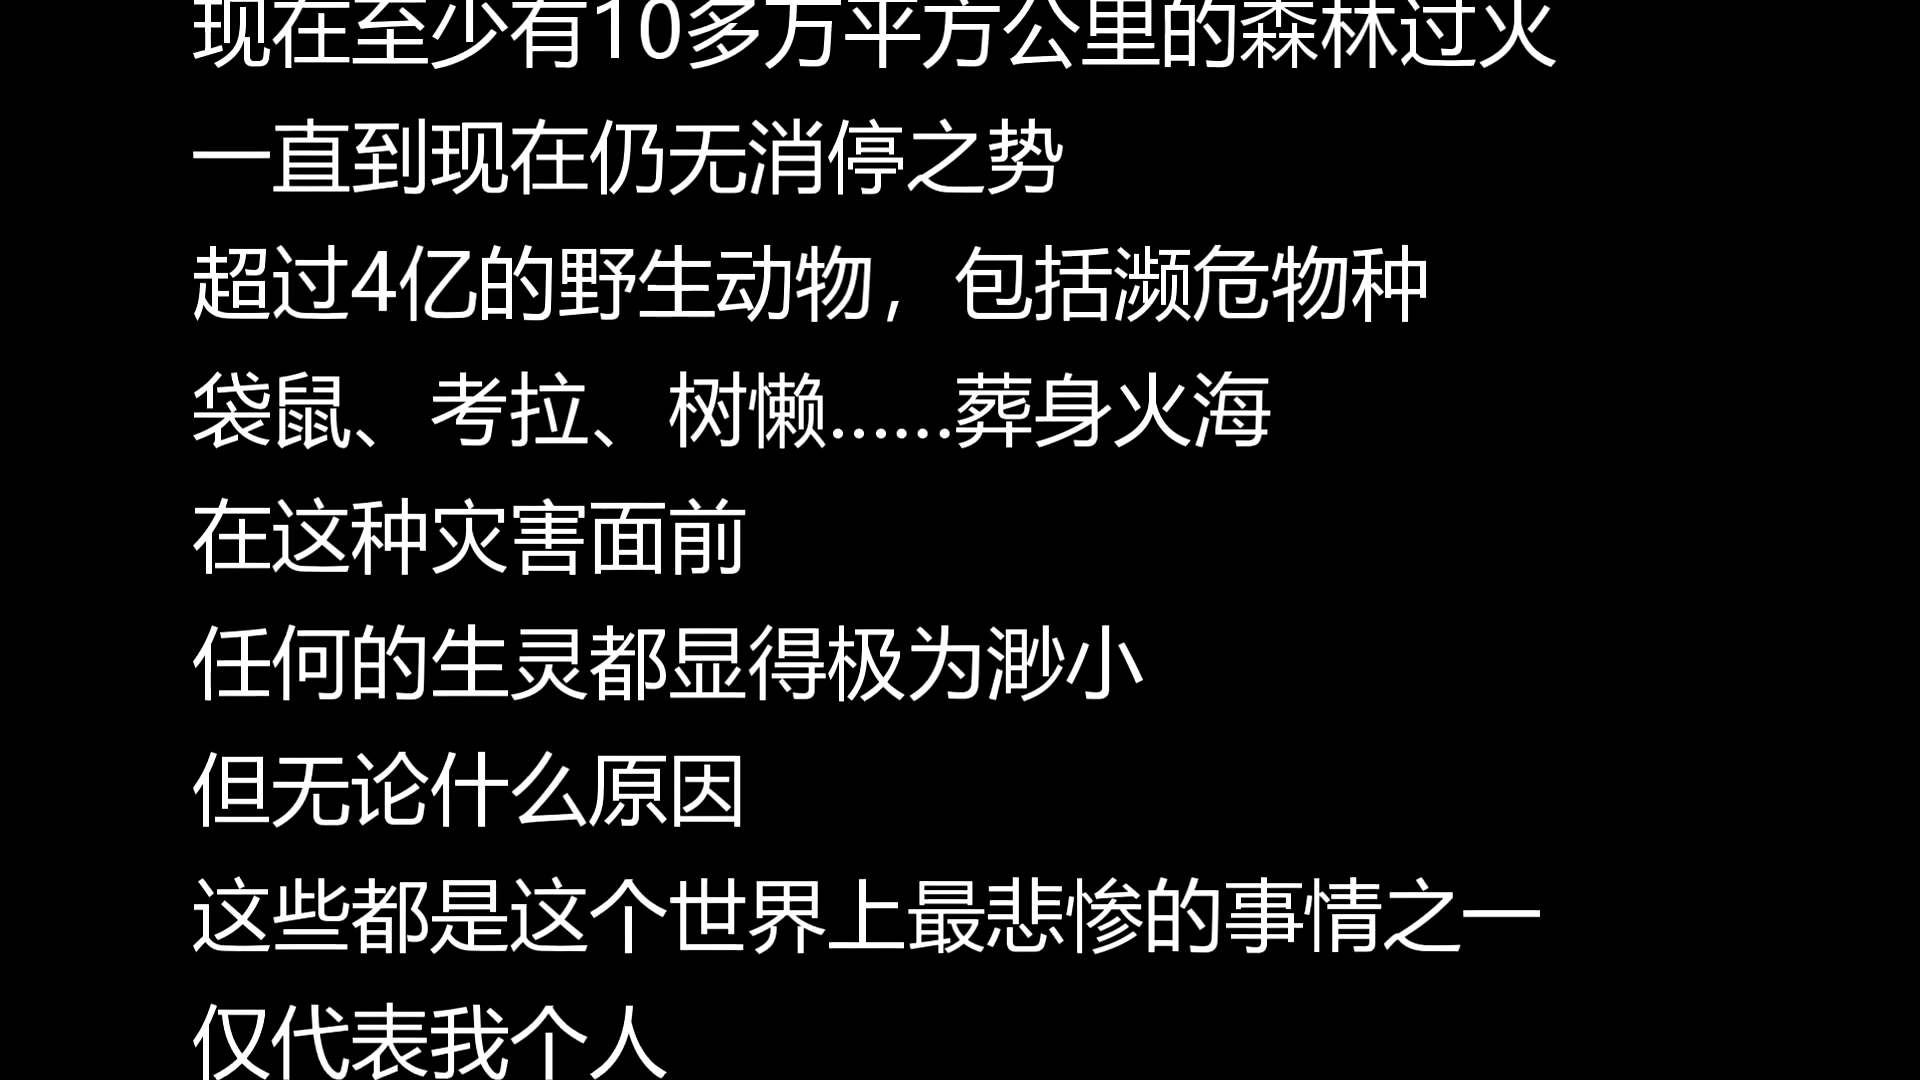 现在至少有10多万平方公里的森林过火
一直到现在仍无消停之势
超过4亿的野生动物，包括濒危物种
袋鼠、考拉、树懒……葬身火海
在这种灾害面前
任何的生灵都显得极为渺小
但无论什么原因
这些都是这个世界上最悲惨的事情之一
仅代表我个人